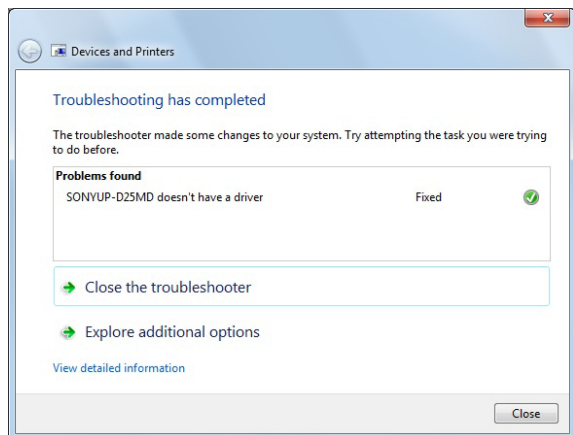 Devices and Printers
Troubleshooting has completed
The troubleshooter made some changes to your system. Try attempting the task you were trying
to do before.
Problems found
SONYUP-D25MD doesn't have a driver Fixed
Close the troubleshooter
Explore additional options
View detailed information
Close